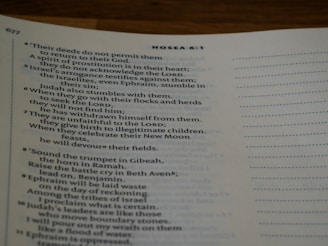 677
HOSEA 6:1
4 "Their deeds do not permit them
to return to their God.
A spirit of prostitution is in their heart;
they do not acknowledge the LORD.
5 Israel's arrogance testifies against them;
the Israelites, even Ephraim, stumble in
their sin;
Judah also stumbles with them.
6 When they go with their flocks and herds
to seek the LORD,
they will not find him;
he has withdrawn himself from them.
7 They are unfaithful to the LORD;
they give birth to illegitimate children.
When they celebrate their New Moon
feasts,
he will devour their fields.
8 "Sound the trumpet in Gibeah,
the horn in Ramah.
Raise the battle cry in Beth Aven;
lead on, Benjamin.
9 Ephraim will be laid waste
on the day of reckoning.
Among the tribes of Israel
I proclaim what is certain.
10 Judah's leaders are like those
who move boundary stones.
I will pour out my wrath on them
like a flood of water.
11 Ephraim is oppressed,